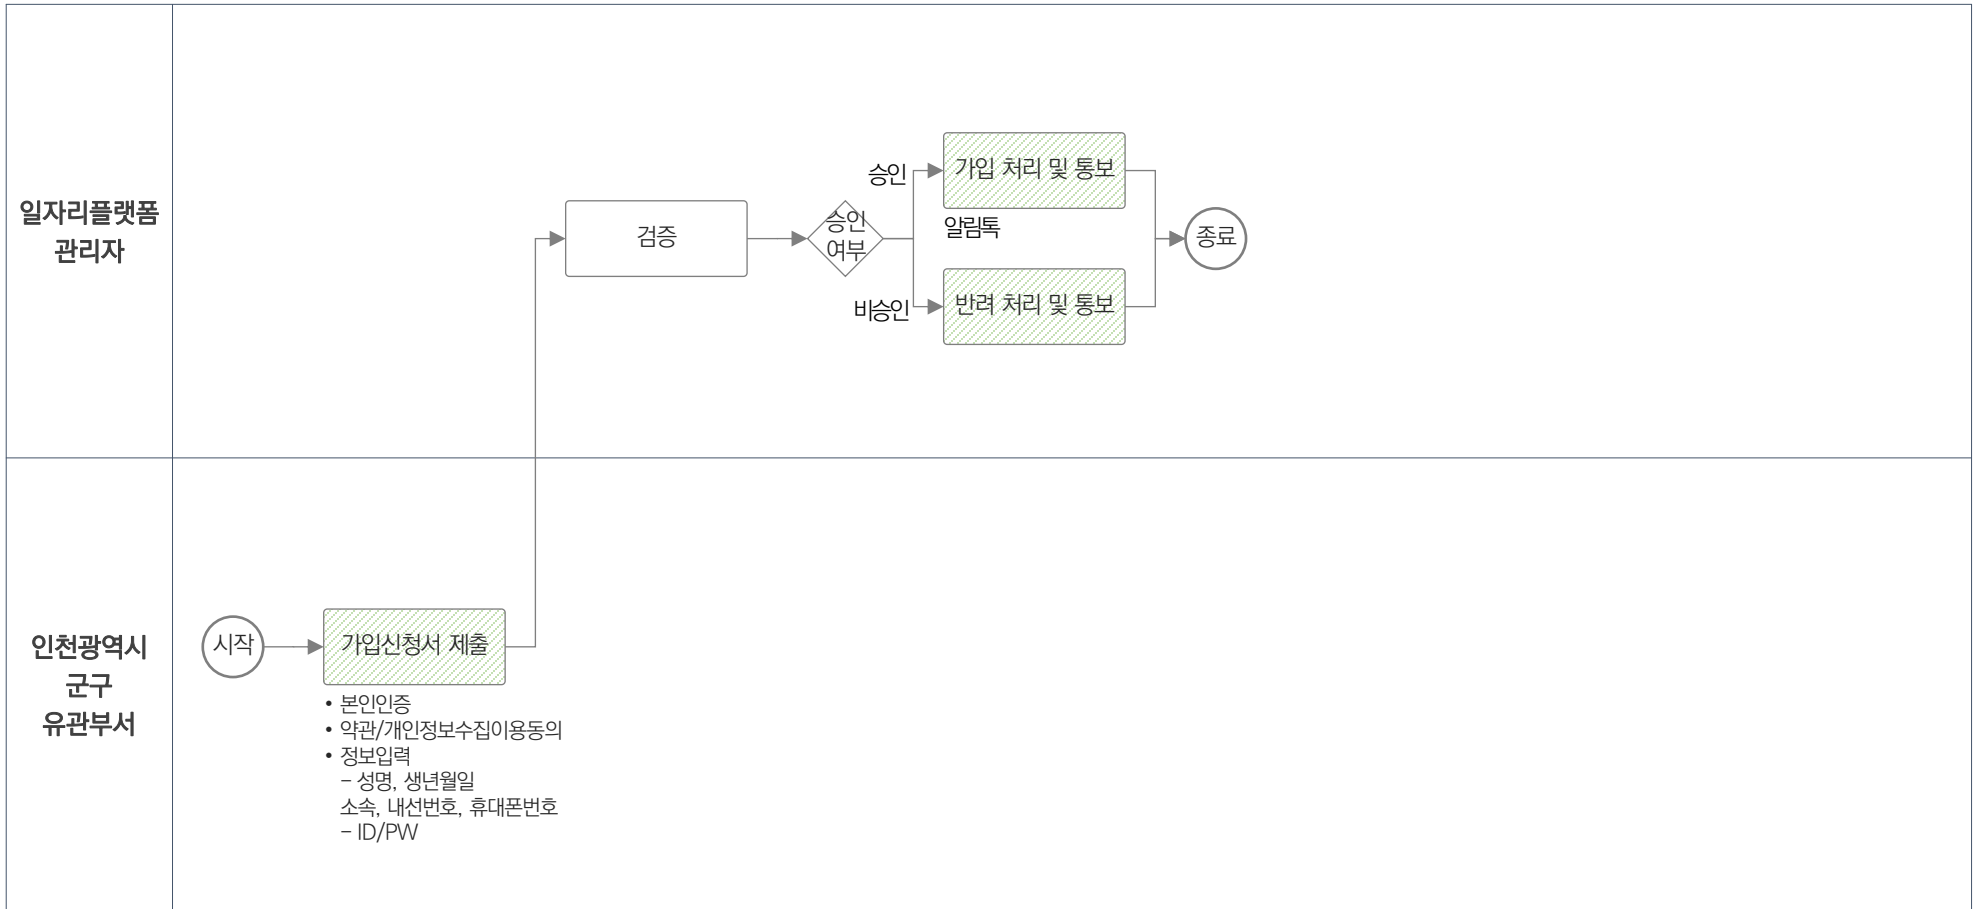 일자리플랫폼
관리자
검증
승인
여부
승인
가입 처리 및 통보
알림톡
비승인
반려 처리 및 통보
종료
인천광역시
군구
유관부서
시작
가입신청서 제출
• 본인인증
• 약관/개인정보수집이용동의
• 정보입력
– 성명, 생년월일
소속, 내선번호, 휴대폰번호
– ID/PW